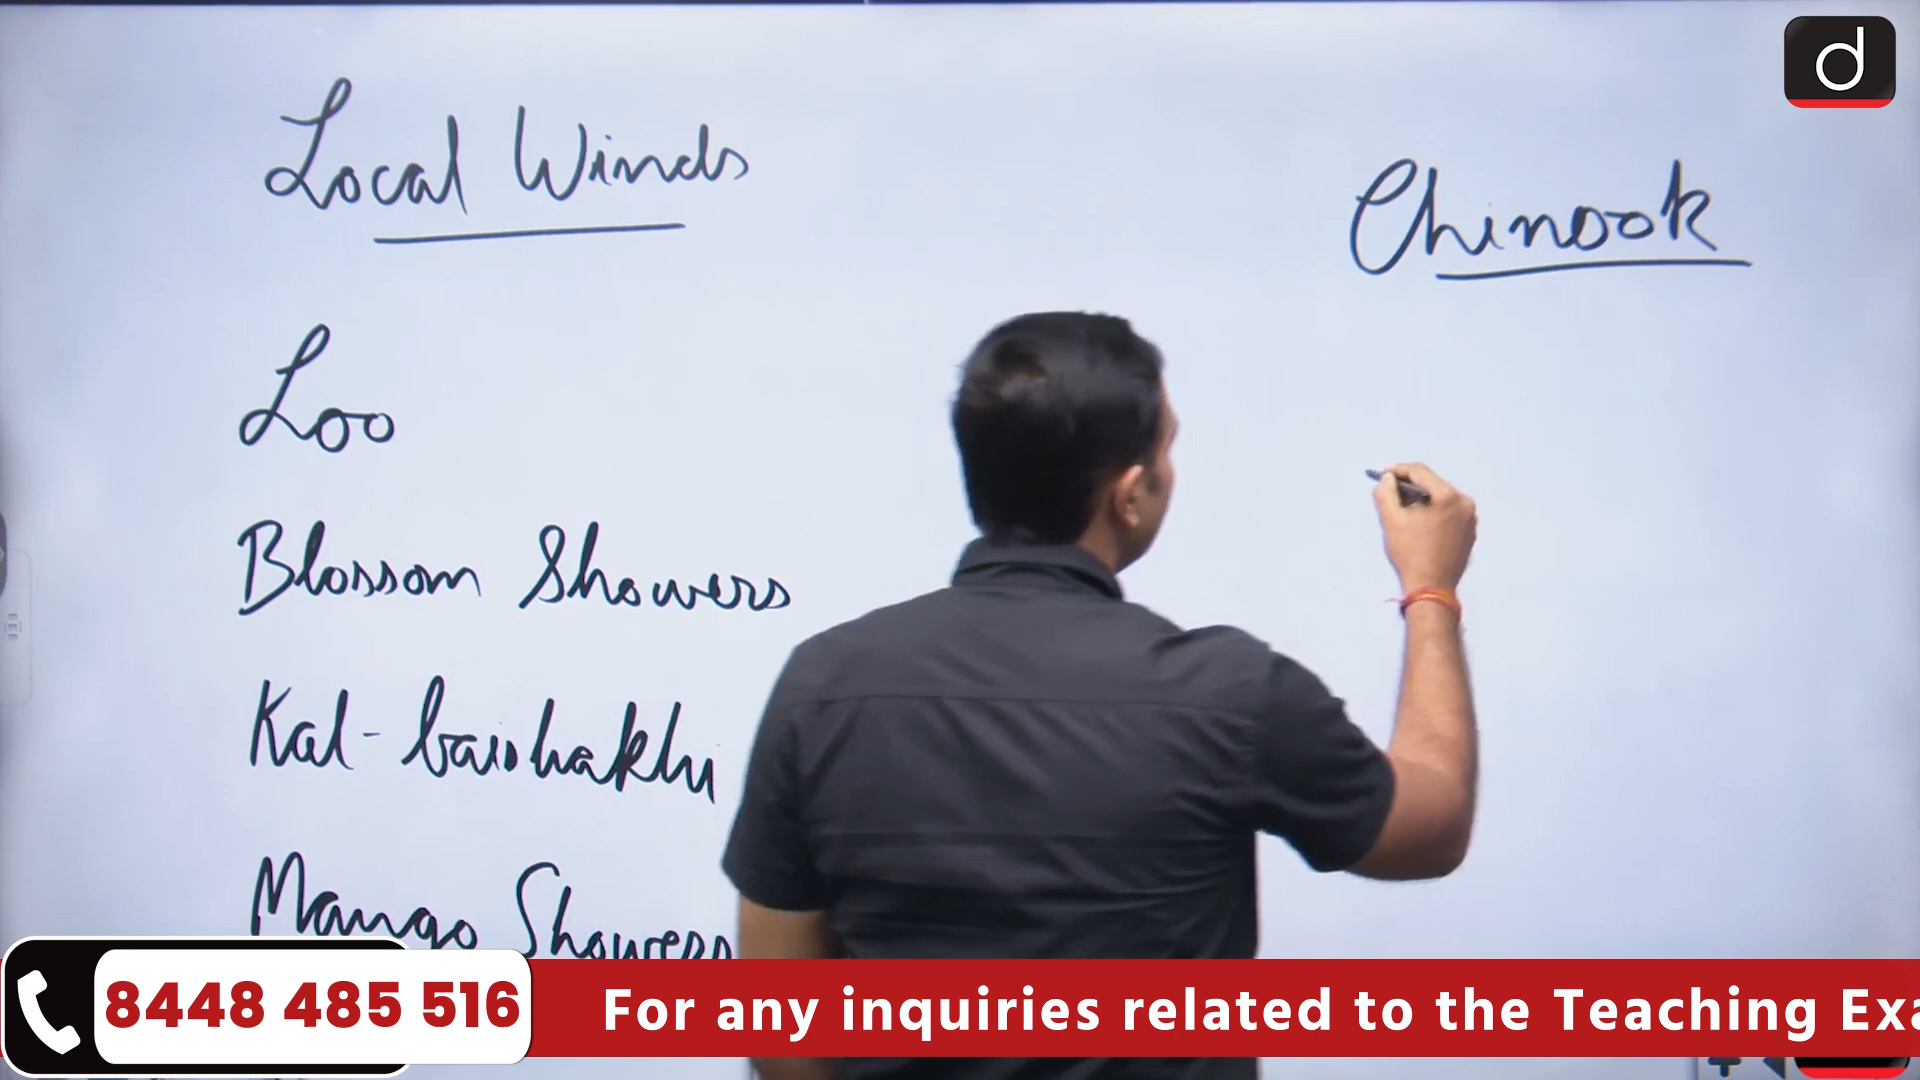 Local Winds
Chinook
Loo
Blossom Showers
Kal-baishakhi
Mango Showers
8448 485 516
For any inquiries related to the Teaching Exa
d